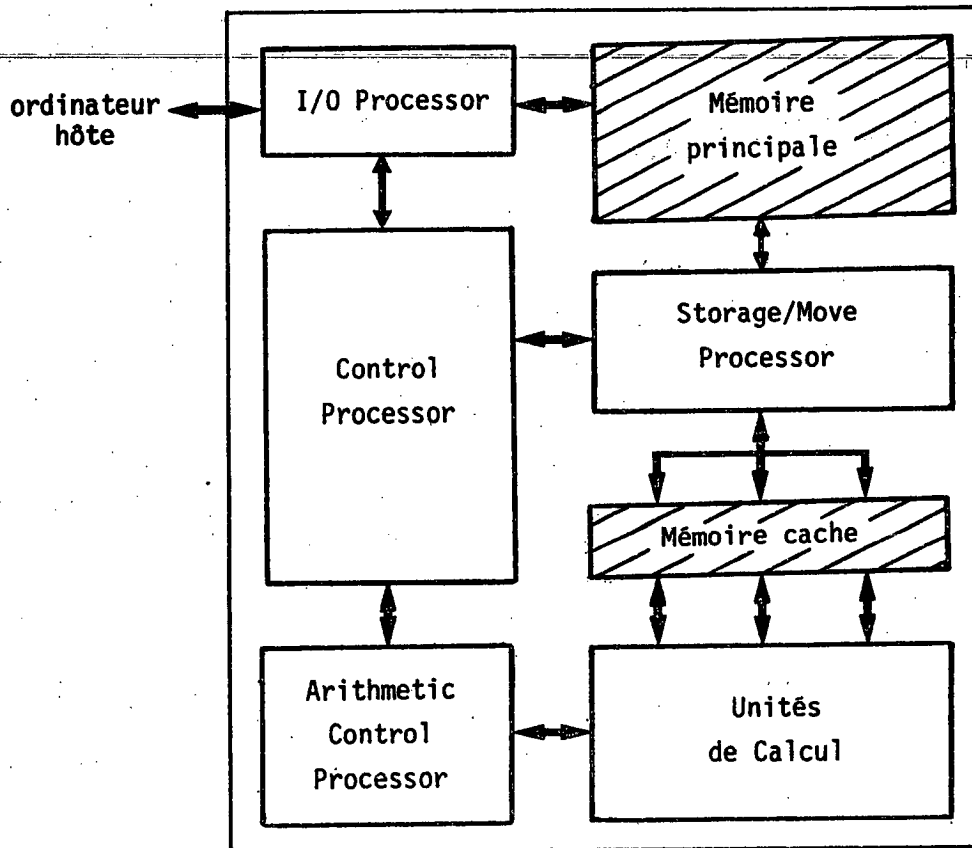 ordinateur
hôte
I/O Processor
Mémoire
principale
Control
Processor
Storage/Move
Processor
Mémoire cache
Arithmetic
Control
Processor
Unités
de Calcul